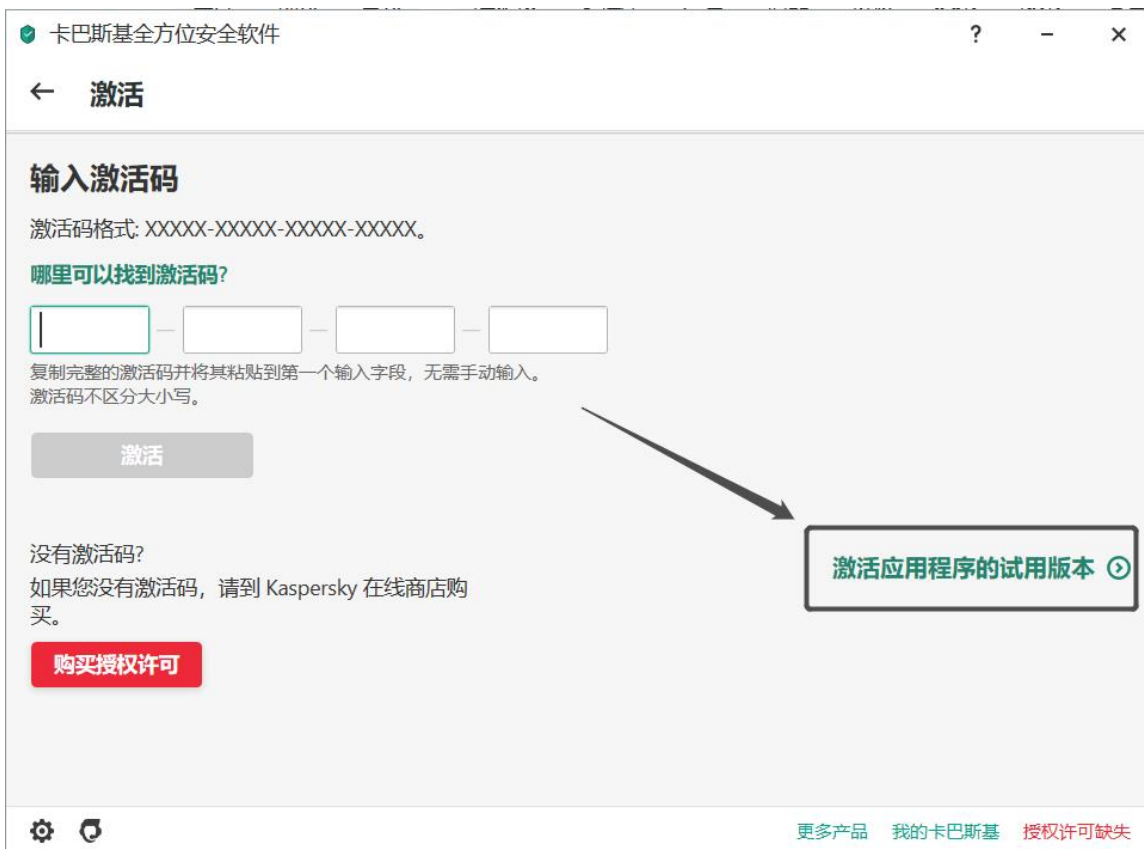 卡巴斯基全方位安全软件
激活
输入激活码
激活码格式: XXXXX-XXXXX-XXXXX-XXXXX。
哪里可以找到激活码?
复制完整的激活码并将其粘贴到第一个输入字段，无需手动输入。
激活码不区分大小写。
激活
没有激活码?
如果您没有激活码，请到 Kaspersky 在线商店购
买。
购买授权许可
激活应用程序的试用版本
更多产品 我的卡巴斯基 授权许可缺失